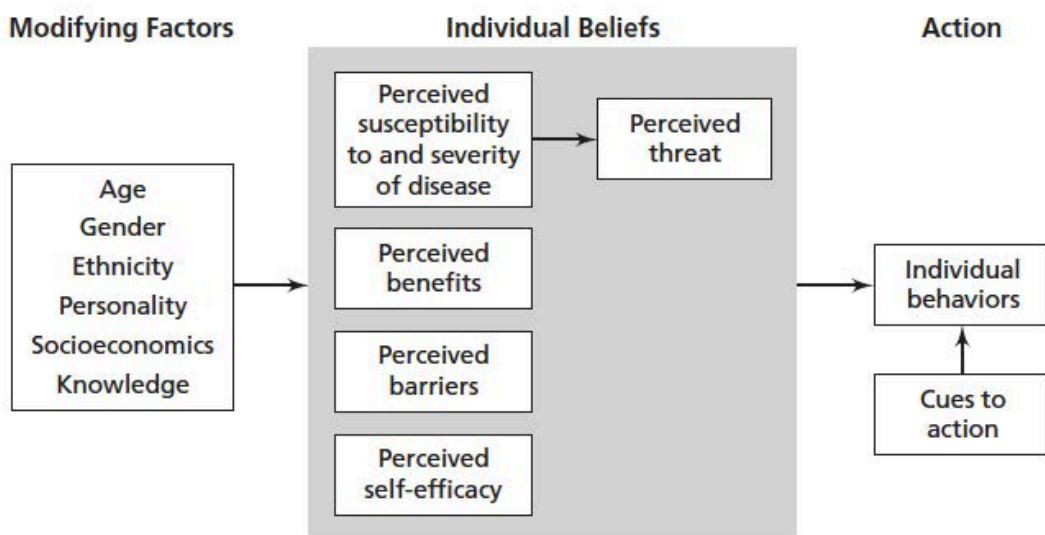 Modifying Factors
Individual Beliefs
Action
Age
Gender
Ethnicity
Personality
Socioeconomics
Knowledge
Perceived
susceptibility
to and severity
of disease
Perceived
threat
Perceived
benefits
Perceived
barriers
Perceived
self-efficacy
Individual
behaviors
Cues to
action